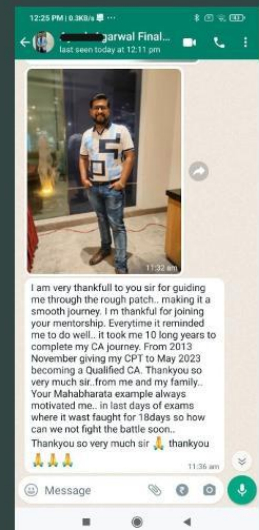 12:25 PM | 0.3KB/s
garwal Final...
last seen today at 12:11 pm
11:32 am
I am very thankfull to you sir for guiding
me through the rough patch.. making it a
smooth journey. I m thankful for joining
your mentorship. Everytime it reminded
me to do well.. it took me 10 long years to
complete my CA journey. From 2013
November giving my CPT to May 2023
becoming a Qualified CA. Thankyou so
very much sir..from me and my family..
Your Mahabharata example always
motivated me.. in last days of exams
where it wast faught for 18days so how
can we not fight the battle soon..
Thankyou so very much sir 🙏 thankyou
🙏🙏🙏
11:36 am
Message